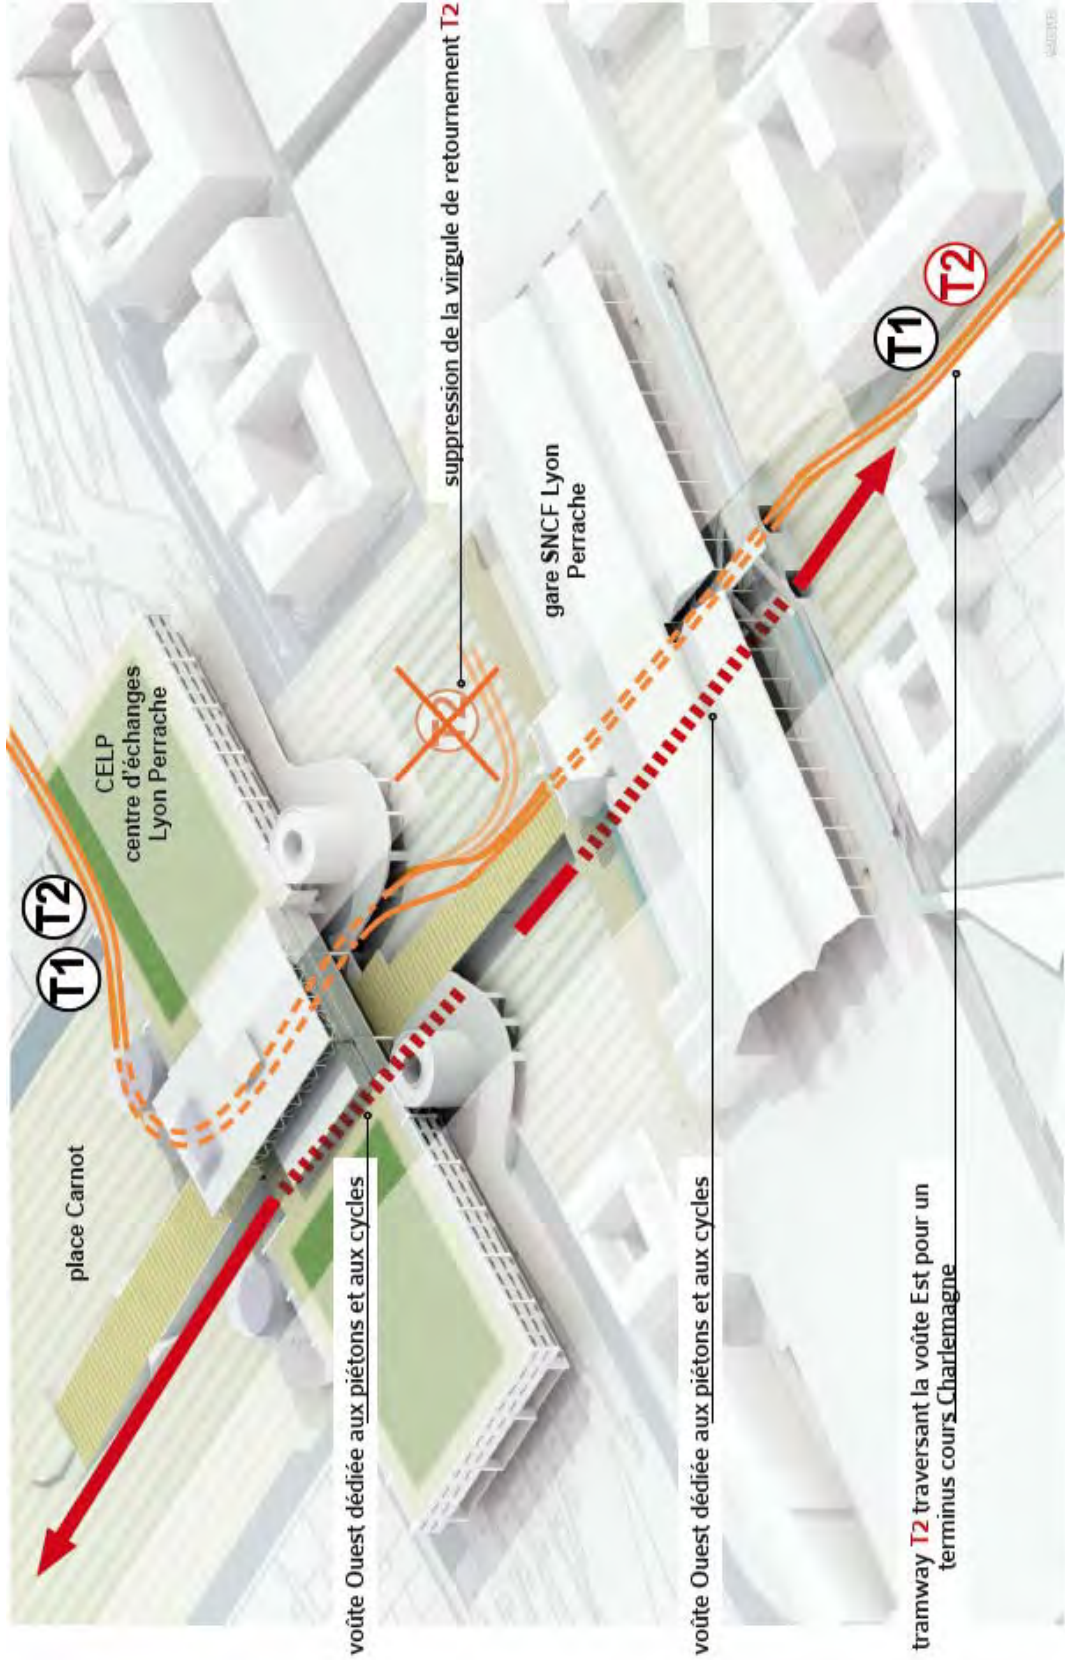 suppression de la virgule de retournement T2
T2
CELP
centre d'échanges
Lyon Perrache
gare SNCF Lyon
Perrache
T1 T2
T1 T2
place Carnot
voûte Ouest dédiée aux piétons et aux cycles
voûte Ouest dédiée aux piétons et aux cycles
tramway T2 traversant la voûte Est pour un
terminus cours Charlemagne